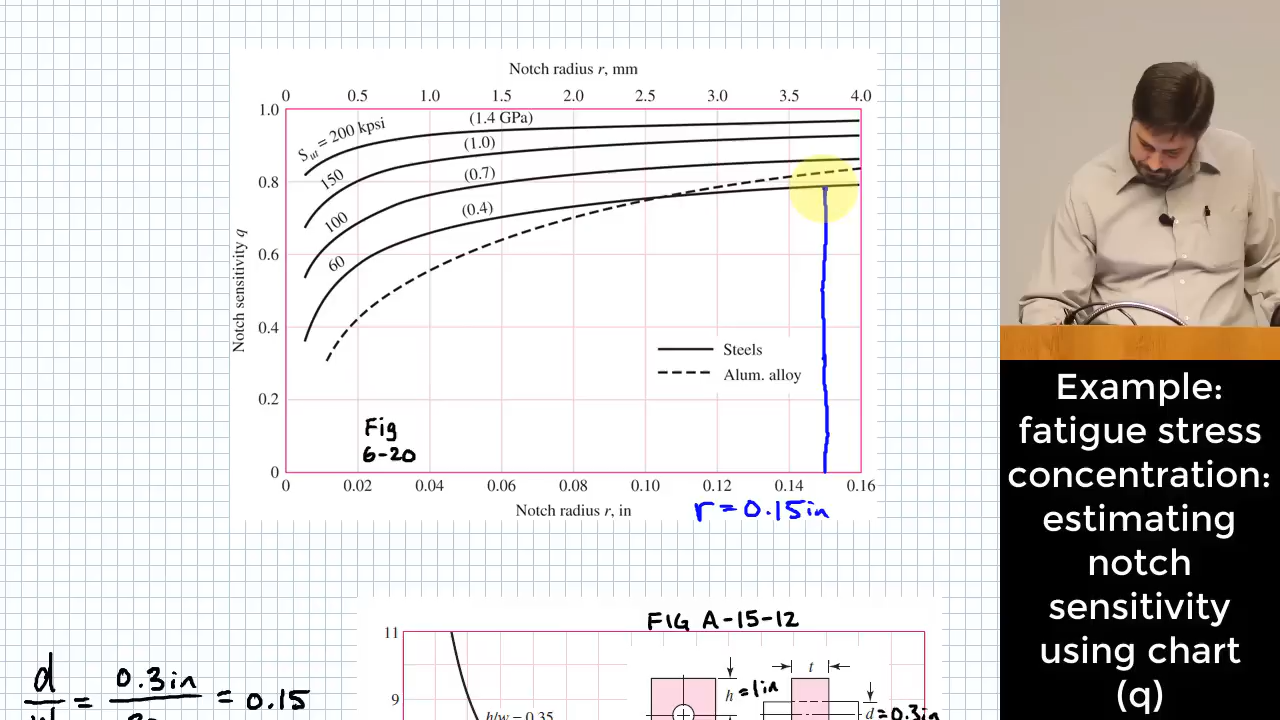 Notch radius r, mm
0 0.5 1.0 1.5 2.0 2.5 3.0 3.5 4.0
1.0
0.8
0.6
0.4
0.2
0
Notch sensitivity q
S_ut = 200 kpsi
(1.4 GPa)
150
(1.0)
100
(0.7)
60
(0.4)
Steels
Alum. alloy
Fig
6-20
0 0.02 0.04 0.06 0.08 0.10 0.12 0.14 0.16
Notch radius r, in
r = 0.15in
FIG A-15-12
11
9
h/w = 0.35
t
h = 1in
d = 0.3in
d = 0.3in = 0.15
Example:
fatigue stress
concentration:
estimating
notch
sensitivity
using chart
(q)